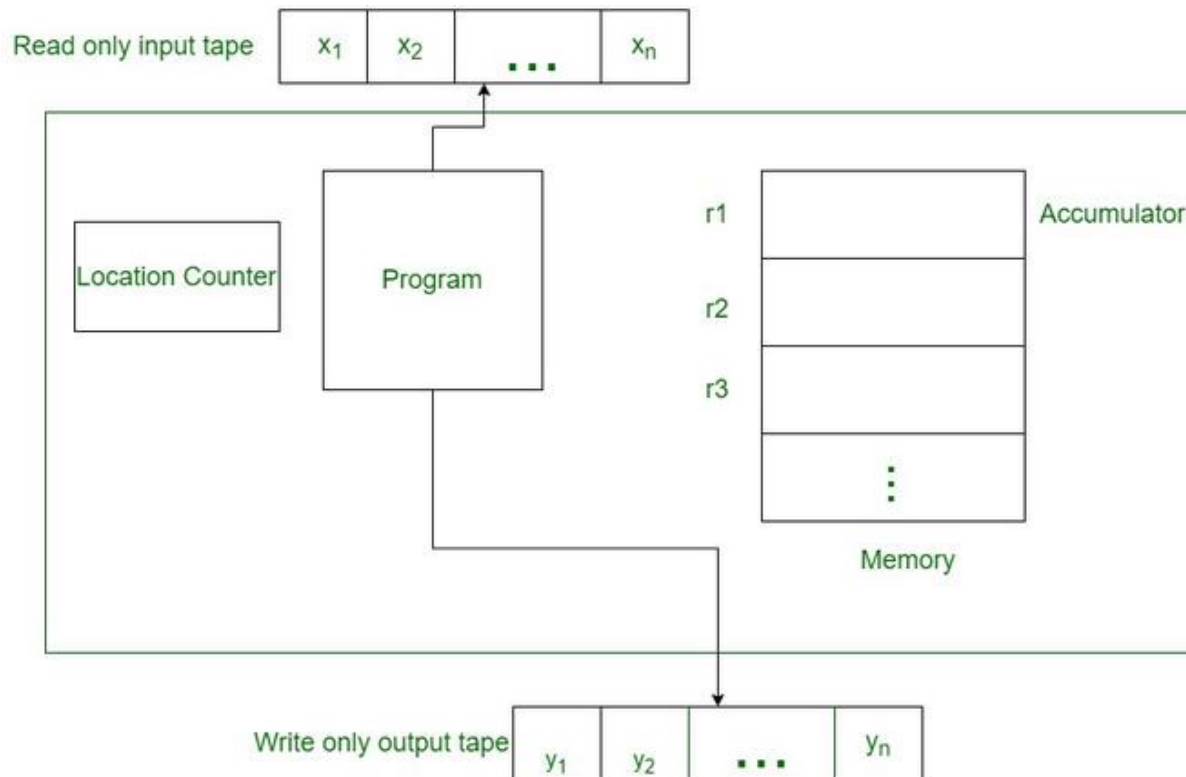 Read only input tape
x1
x2
...
xn
Location Counter
Program
r1
Accumulator
r2
r3
⋮
Memory
Write only output tape
y1
y2
...
yn